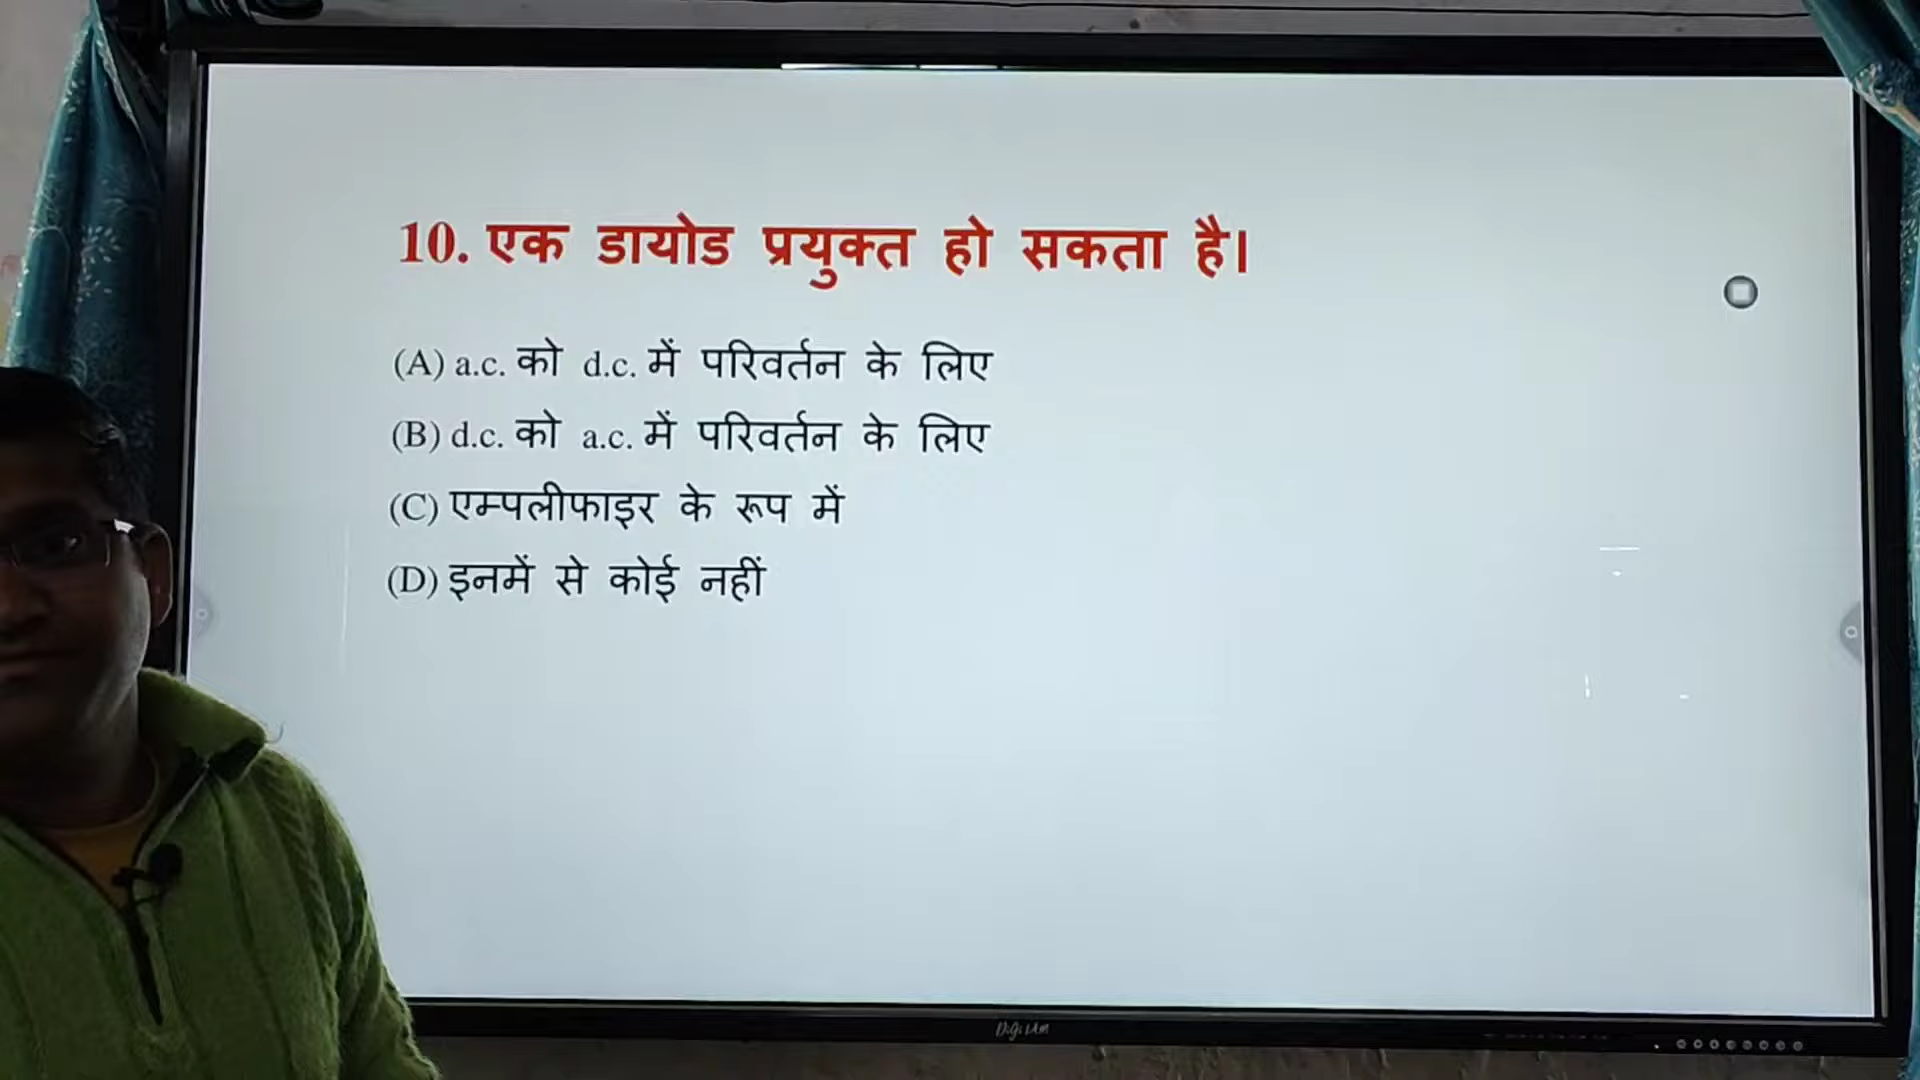 10. एक डायोड प्रयुक्त हो सकता है।
(A) a.c. को d.c. में परिवर्तन के लिए
(B) d.c. को a.c. में परिवर्तन के लिए
(C) एम्पलीफाइर के रूप में
(D) इनमें से कोई नहीं